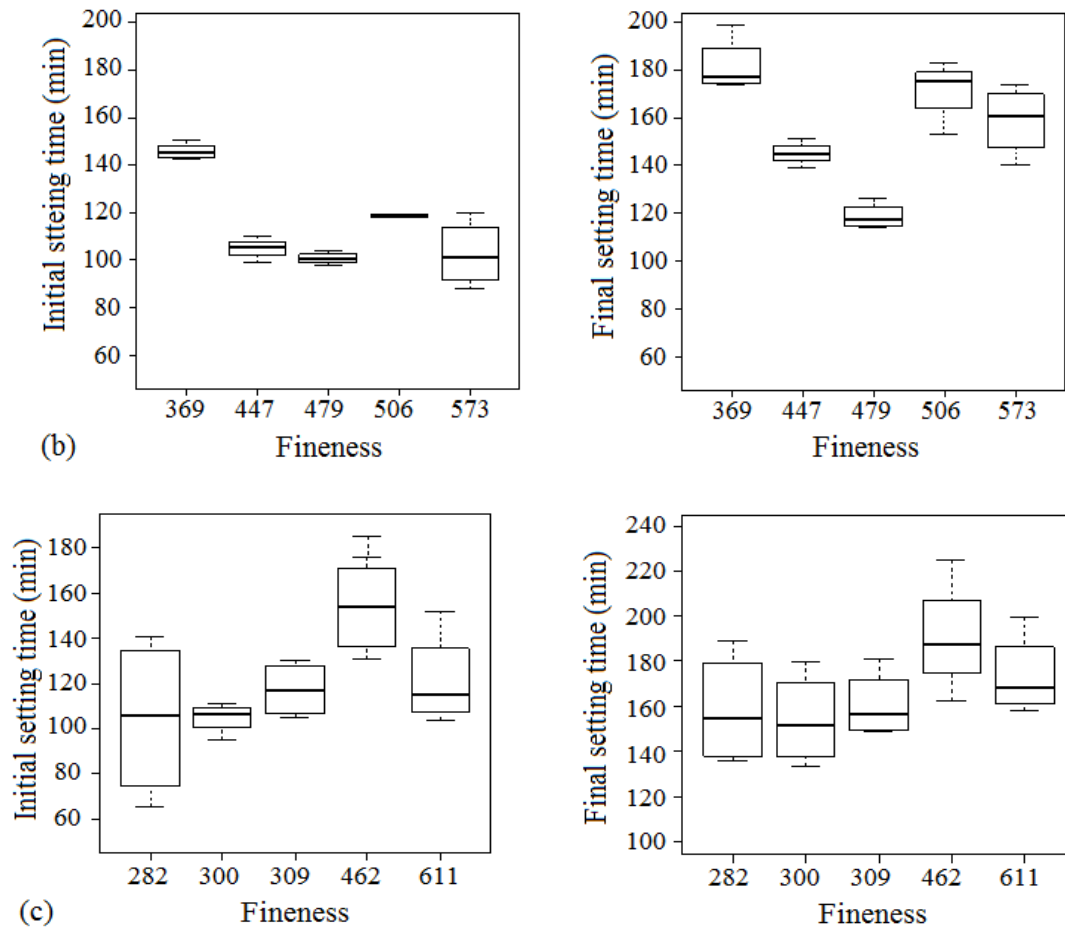 Initial stteing time (min)
200
180
160
140
120
100
80
60
369 447 479 506 573
Fineness
(b)
Final setting time (min)
200
180
160
140
120
100
80
60
369 447 479 506 573
Fineness
Initial setting time (min)
180
160
140
120
100
80
60
282 300 309 462 611
Fineness
(c)
Final setting time (min)
240
220
200
180
160
140
120
100
282 300 309 462 611
Fineness